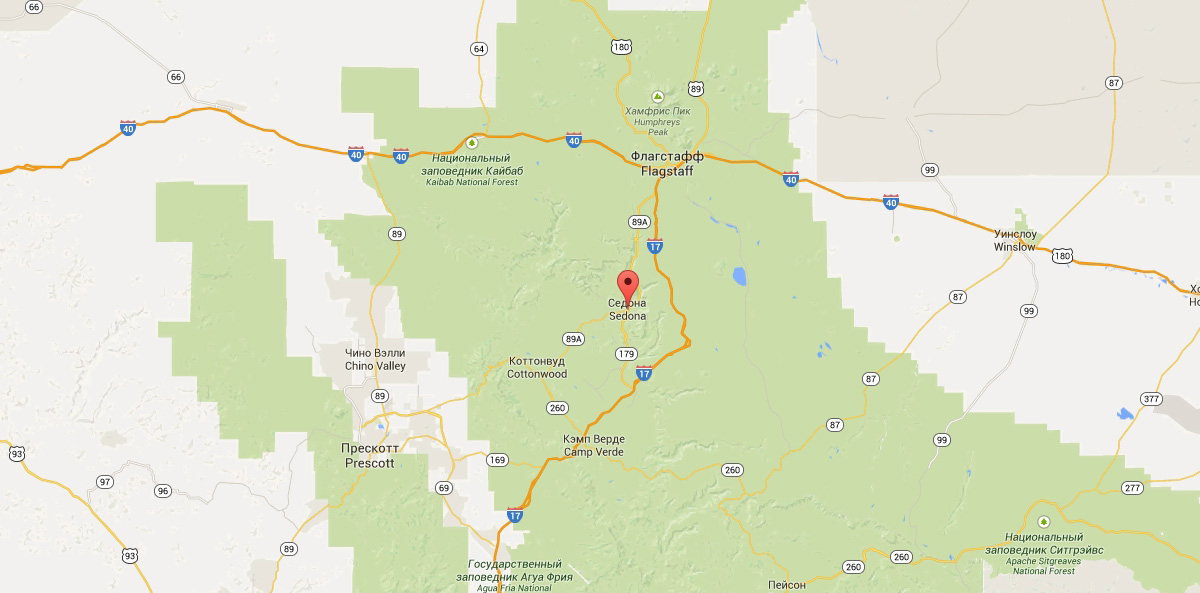 66
64
180
87
66
89
Хамфрис Пик
Humphreys
Peak
40
40
40
40
Национальный
заповедник Кайбаб
Kaibab National Forest
Флагстафф
Flagstaff
99
40
40
89
89A
17
Уинслоу
Winslow
180
Седона
Sedona
87
99
89A
179
Чино Вэлли
Chino Valley
Коттонвуд
Cottonwood
17
87
89
260
377
87
93
Прескотт
Prescott
Кэмп Верде
Camp Verde
99
169
260
97
96
69
277
17
Национальный
заповедник Ситгрэйвс
Apache Sitgreaves
National Forest
89
93
260
260
Государственный
заповедник Агуа Фрия
Agua Fria National
Пейсон